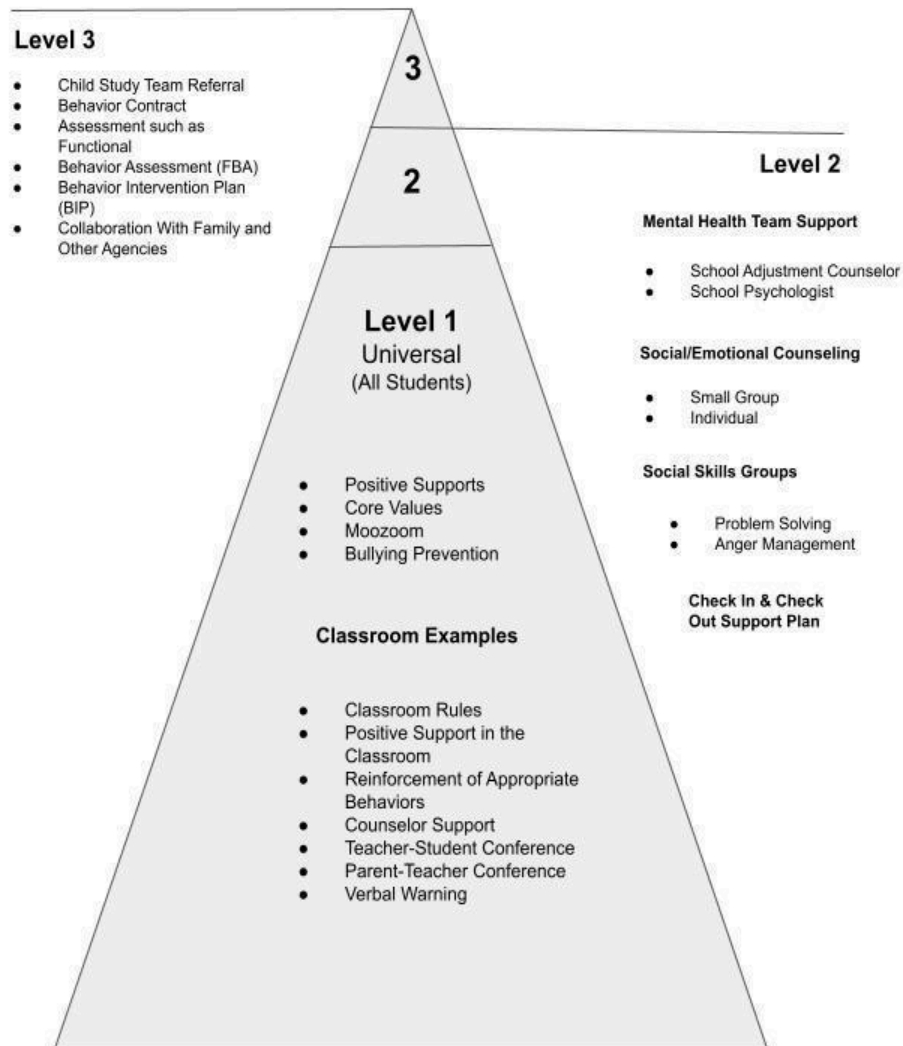 Level 3
● Child Study Team Referral
● Behavior Contract
● Assessment such as
Functional
● Behavior Assessment (FBA)
● Behavior Intervention Plan
(BIP)
● Collaboration With Family and
Other Agencies
3
2
Level 2
Mental Health Team Support
● School Adjustment Counselor
● School Psychologist
Social/Emotional Counseling
● Small Group
● Individual
Social Skills Groups
● Problem Solving
● Anger Management
Check In & Check
Out Support Plan
Level 1
Universal
(All Students)
● Positive Supports
● Core Values
● Moozoom
● Bullying Prevention
Classroom Examples
● Classroom Rules
● Positive Support in the
Classroom
● Reinforcement of Appropriate
Behaviors
● Counselor Support
● Teacher-Student Conference
● Parent-Teacher Conference
● Verbal Warning